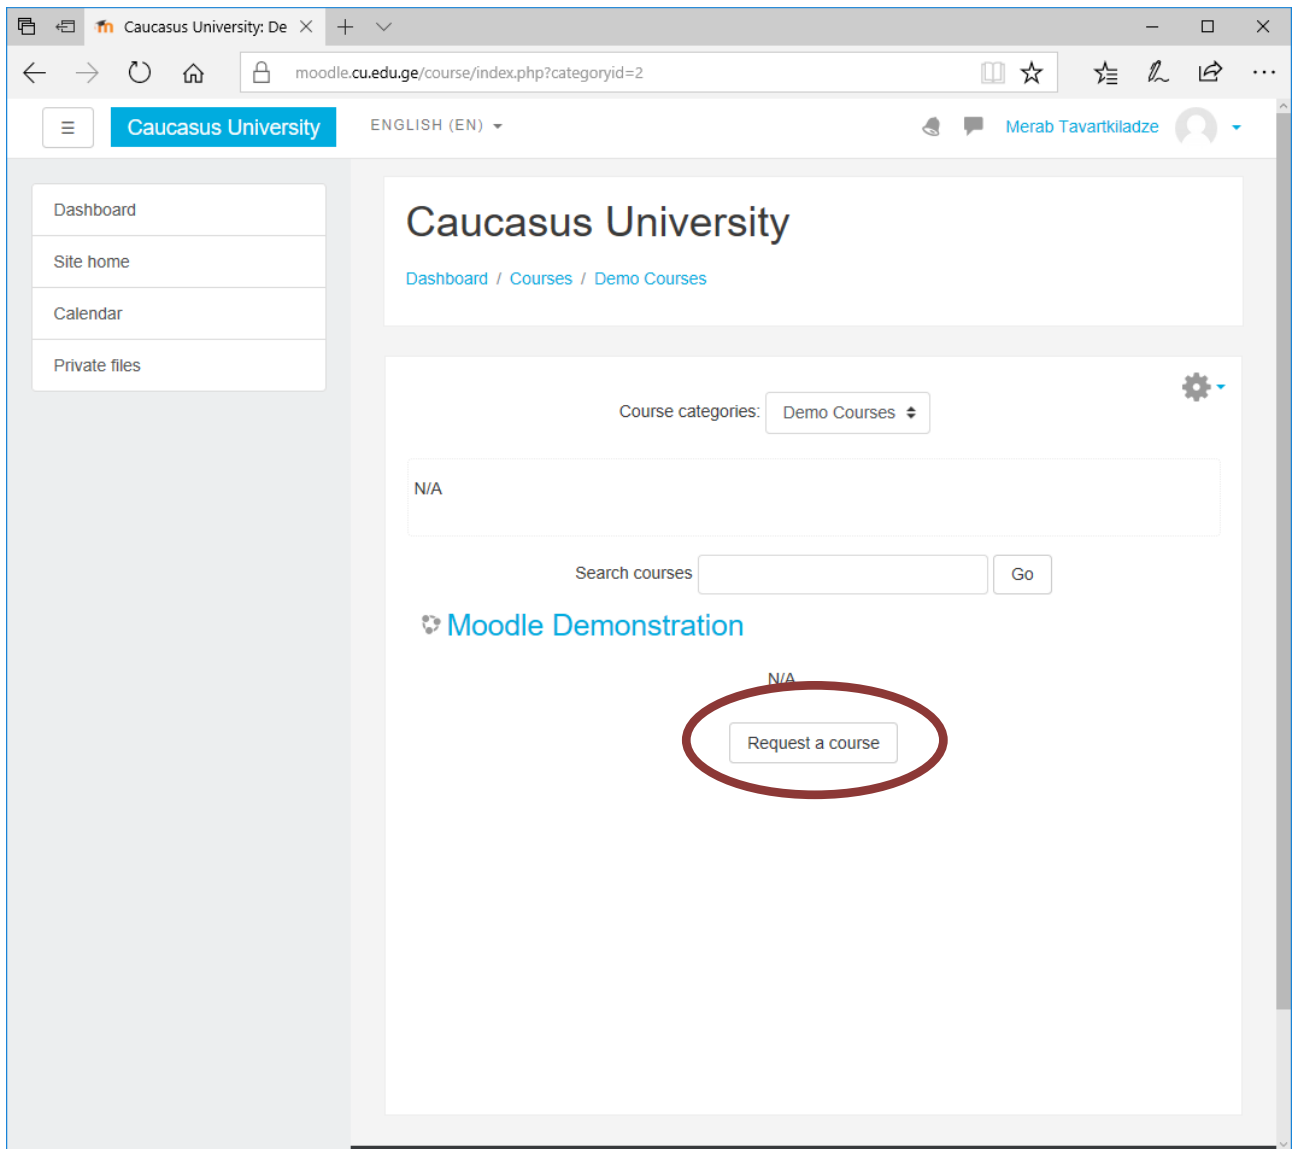 Caucasus University: De
moodle.cu.edu.ge/course/index.php?categoryid=2
Caucasus University
ENGLISH (EN)
Merab Tavartkiladze
Dashboard
Site home
Calendar
Private files
Caucasus University
Dashboard / Courses / Demo Courses
Course categories: Demo Courses
N/A
Search courses Go
Moodle Demonstration
N/A
Request a course